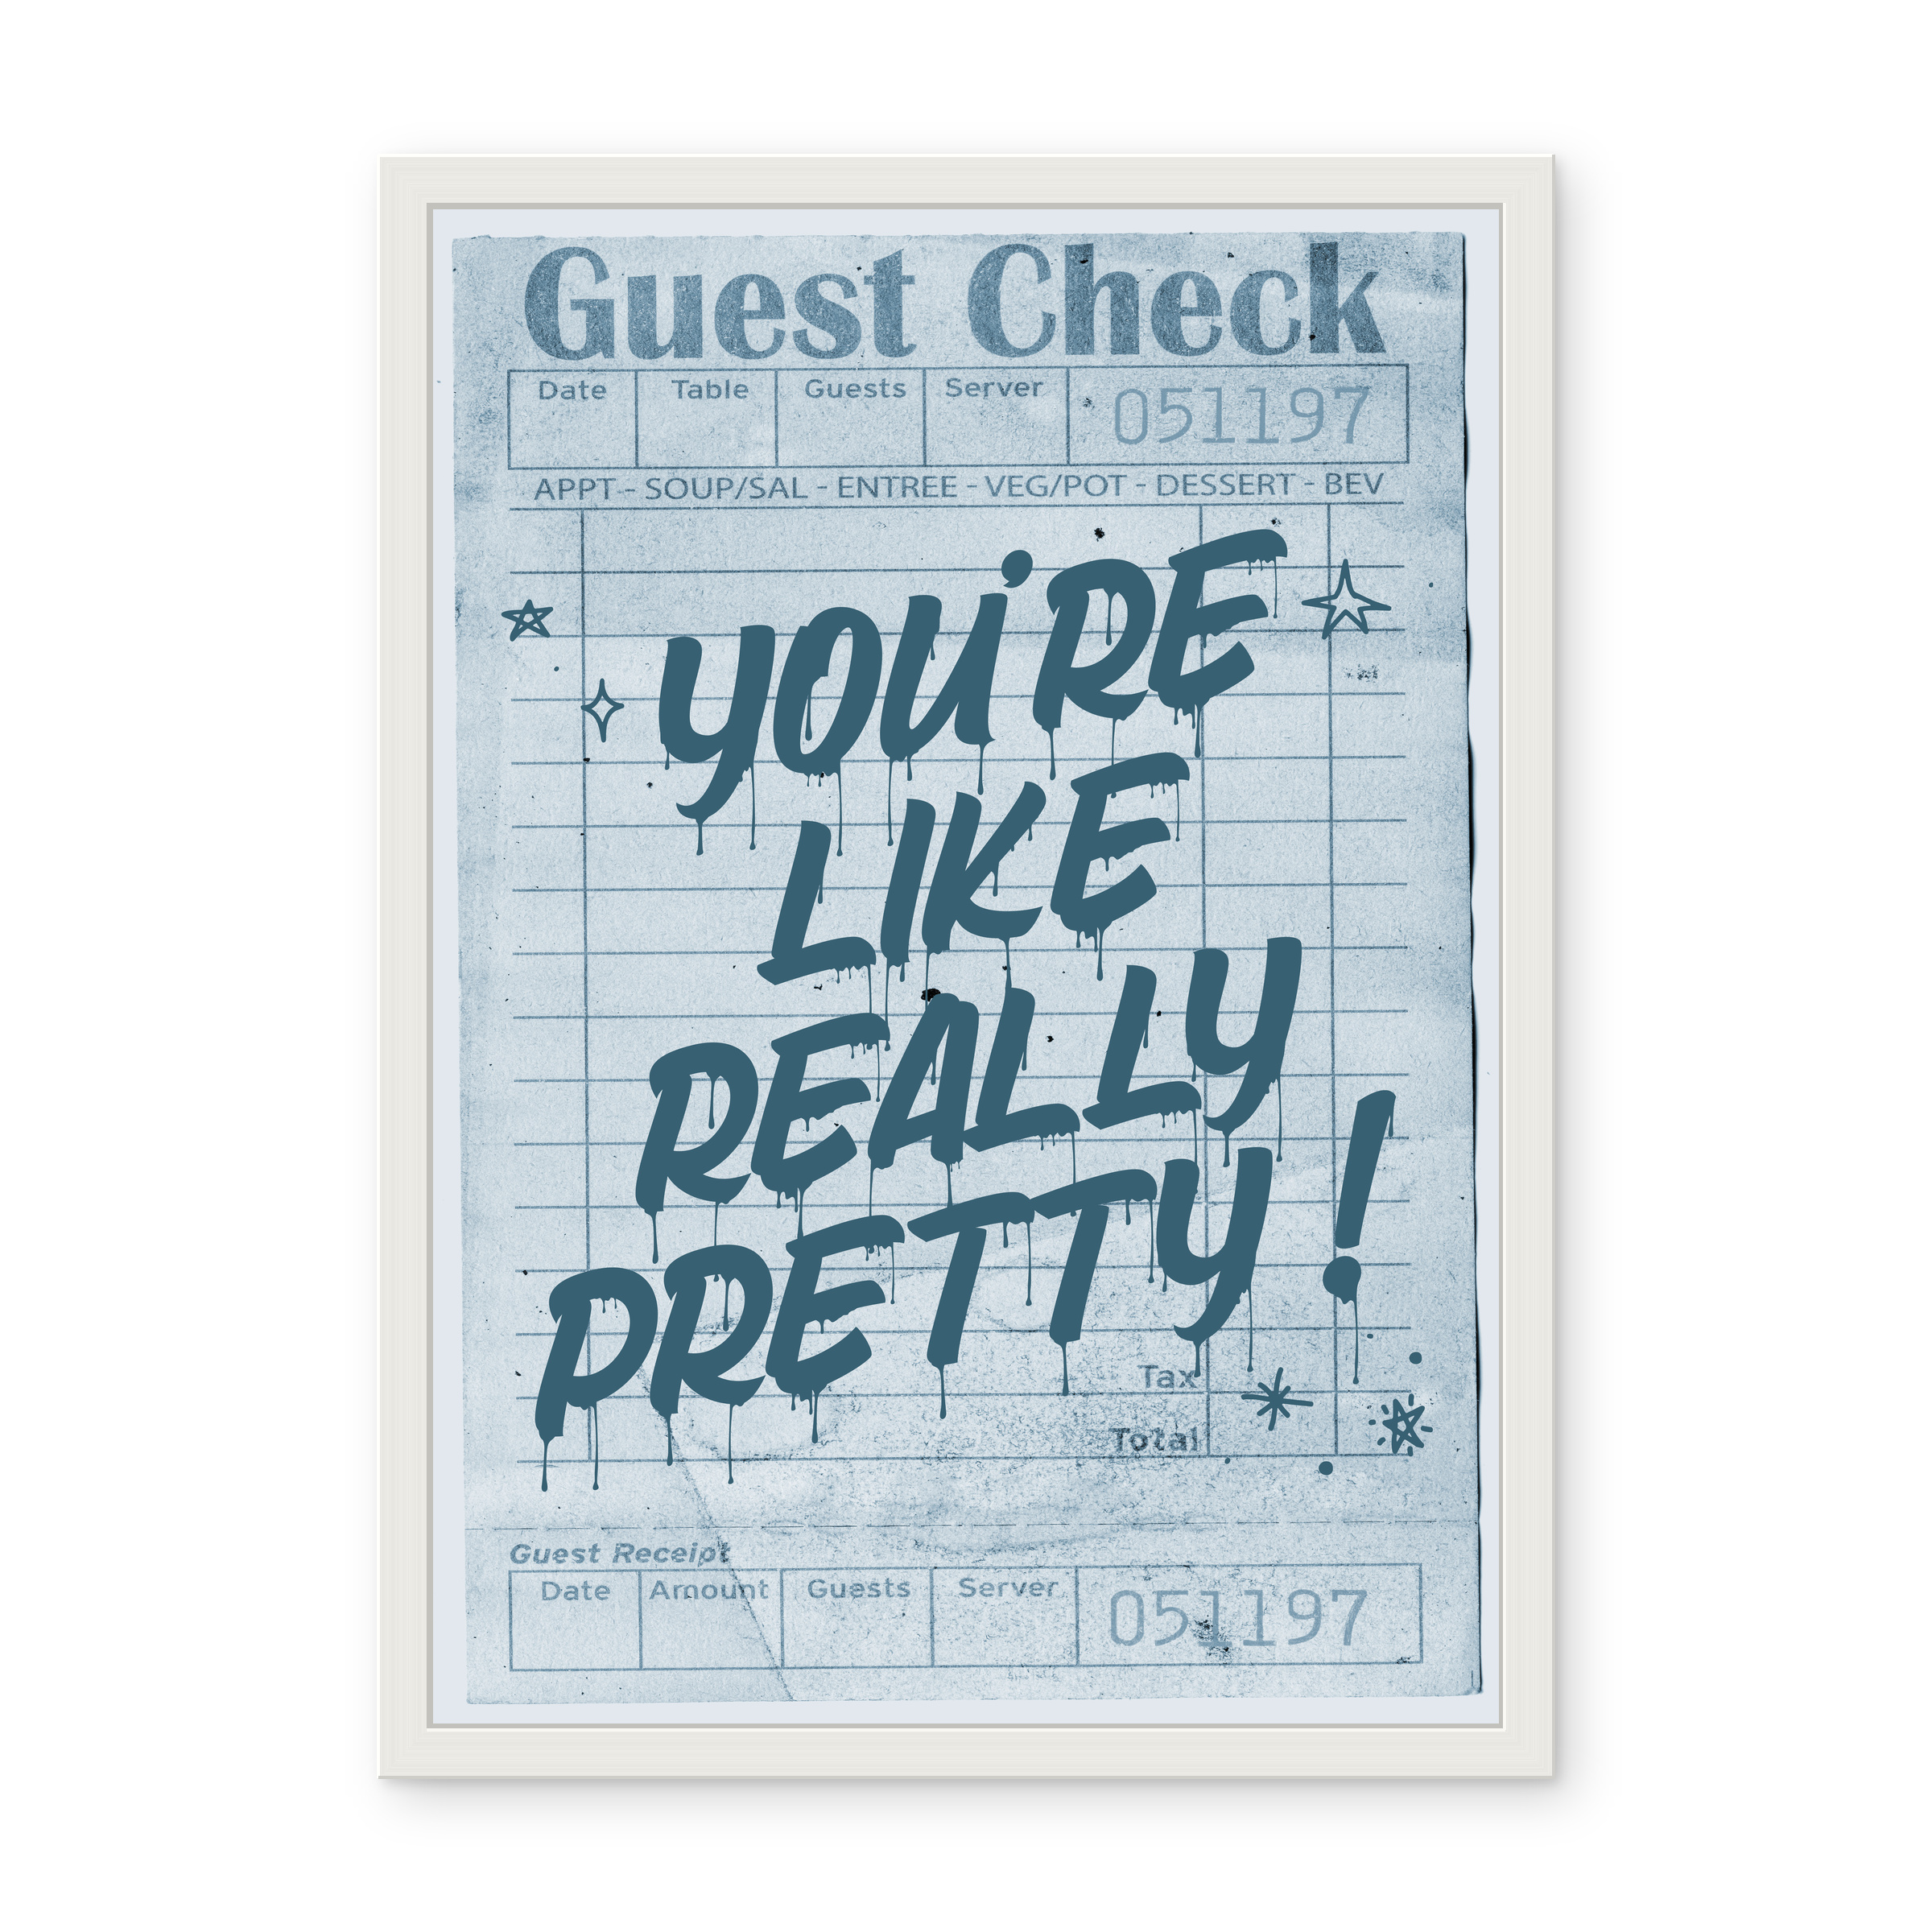 Guest Check
Date Table Guests Server 051197
APPT - SOUP/SAL - ENTREE - VEG/POT - DESSERT - BEV
YOU'RE
LIKE
REALLY
PRETTY!
Tax
Total
Guest Receipt
Date Amount Guests Server 051197